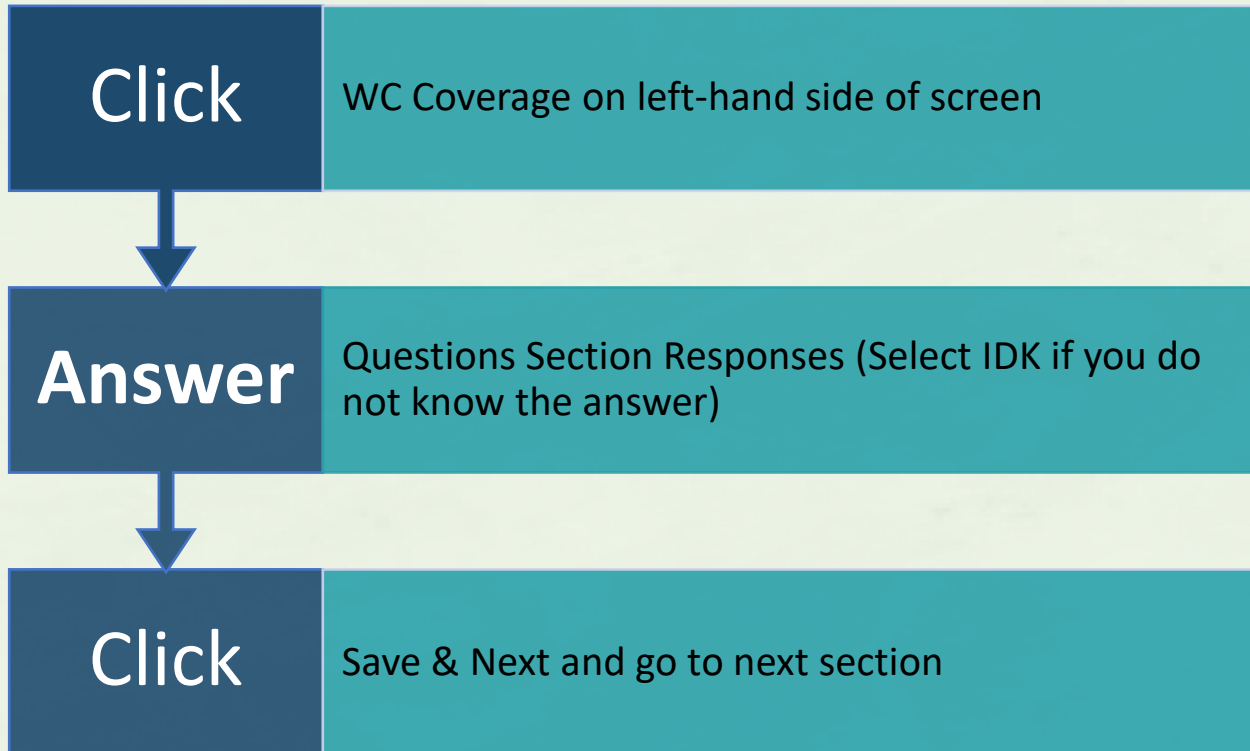 Click
WC Coverage on left-hand side of screen
Answer
Questions Section Responses (Select IDK if you do
not know the answer)
Click
Save & Next and go to next section